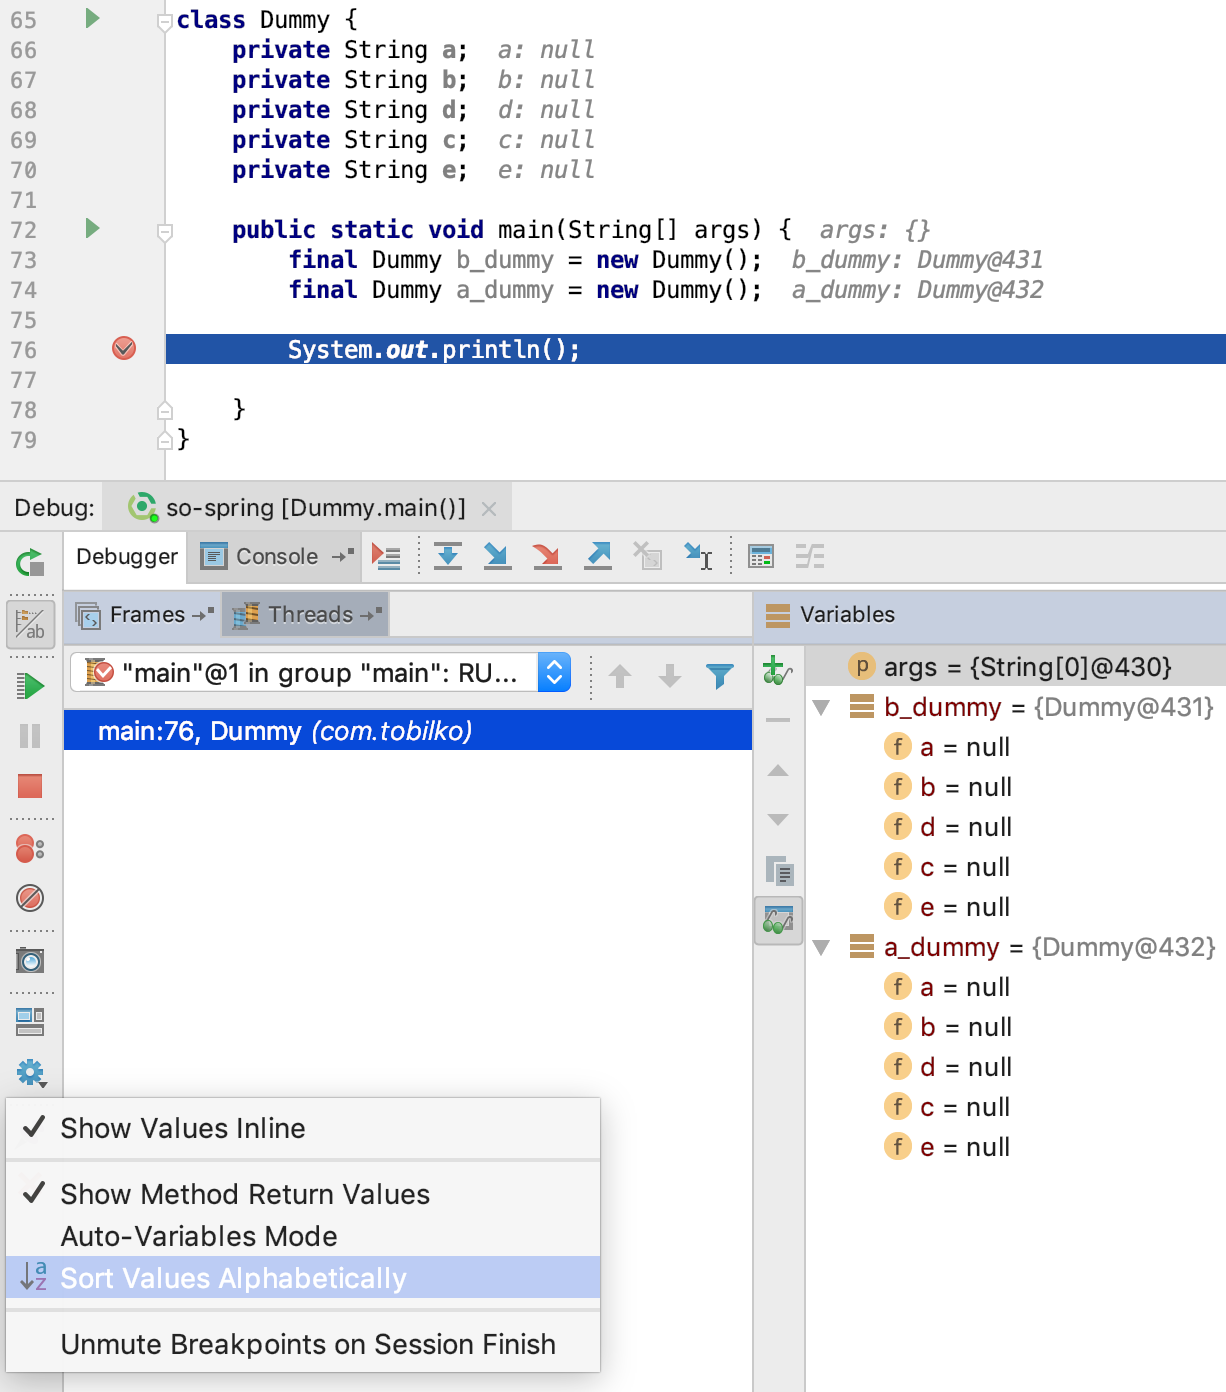 65 class Dummy {
66 private String a; a: null
67 private String b; b: null
68 private String d; d: null
69 private String c; c: null
70 private String e; e: null
71
72 public static void main(String[] args) { args: {}
73 final Dummy b_dummy = new Dummy(); b_dummy: Dummy@431
74 final Dummy a_dummy = new Dummy(); a_dummy: Dummy@432
75
76 System.out.println();
77
78 }
79 }
Debug: so-spring [Dummy.main()]
Debugger Console
Frames Threads
"main"@1 in group "main": RU...
main:76, Dummy (com.tobilko)
Variables
p args = {String[0]@430}
b_dummy = {Dummy@431}
f a = null
f b = null
f d = null
f c = null
f e = null
a_dummy = {Dummy@432}
f a = null
f b = null
f d = null
f c = null
f e = null
ab
Show Values Inline
Show Method Return Values
Auto-Variables Mode
a z Sort Values Alphabetically
Unmute Breakpoints on Session Finish